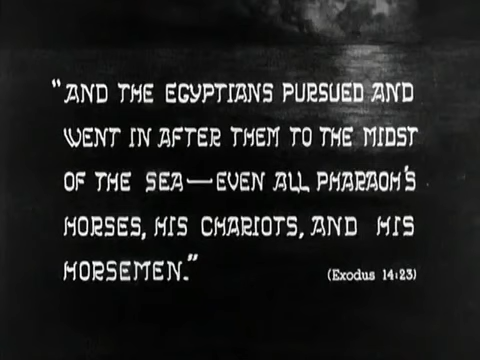 "AND THE EGYPTIANS PURSUED AND
WENT IN AFTER THEM TO THE MIDST
OF THE SEA—EVEN ALL PHARAOH'S
HORSES, HIS CHARIOTS, AND HIS
HORSEMEN."
(Exodus 14:23)